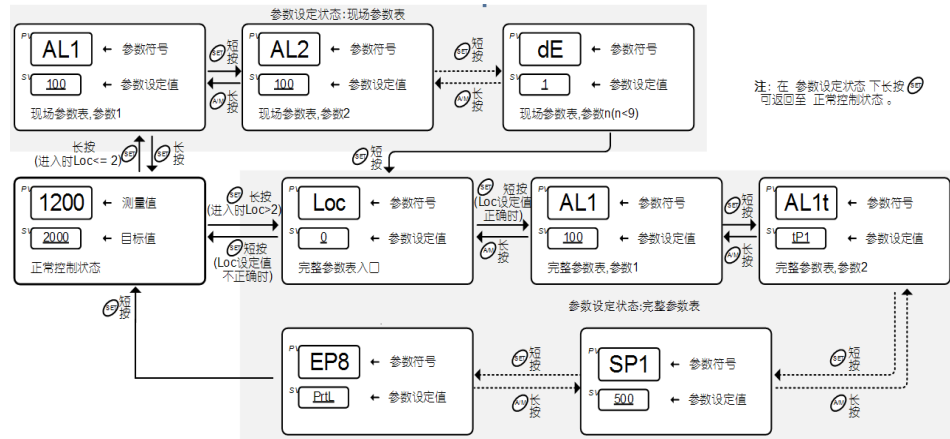 参数设定状态:现场参数表
PV
AL1
← 参数符号
SV
100
← 参数设定值
现场参数表,参数1
SET 短按
A/M 长按
PV
AL2
← 参数符号
SV
100
← 参数设定值
现场参数表,参数2
SET 短按
A/M 长按
PV
dE
← 参数符号
SV
1
← 参数设定值
现场参数表,参数n(n<9)
注: 在 参数设定状态 下长按 SET
可返回至 正常控制状态 。
长按
(进入时Loc<= 2) SET
SET 长按
SET 短按
PV
1200
← 测量值
SV
2000
← 目标值
正常控制状态
SET 长按
(进入时Loc>2)
SET 短按
(Loc设定值
不正确时)
PV
Loc
← 参数符号
SV
0
← 参数设定值
完整参数表入口
SET 短按
(Loc设定值
正确时)
A/M 长按
PV
AL1
← 参数符号
SV
100
← 参数设定值
完整参数表,参数1
SET 短按
A/M 长按
PV
AL1t
← 参数符号
SV
tP1
← 参数设定值
完整参数表,参数2
参数设定状态:完整参数表
SET 短按
PV
EP8
← 参数符号
SV
PrtL
← 参数设定值
SET 短按
A/M 长按
PV
SP1
← 参数符号
SV
500
← 参数设定值
SET 短按
A/M 长按